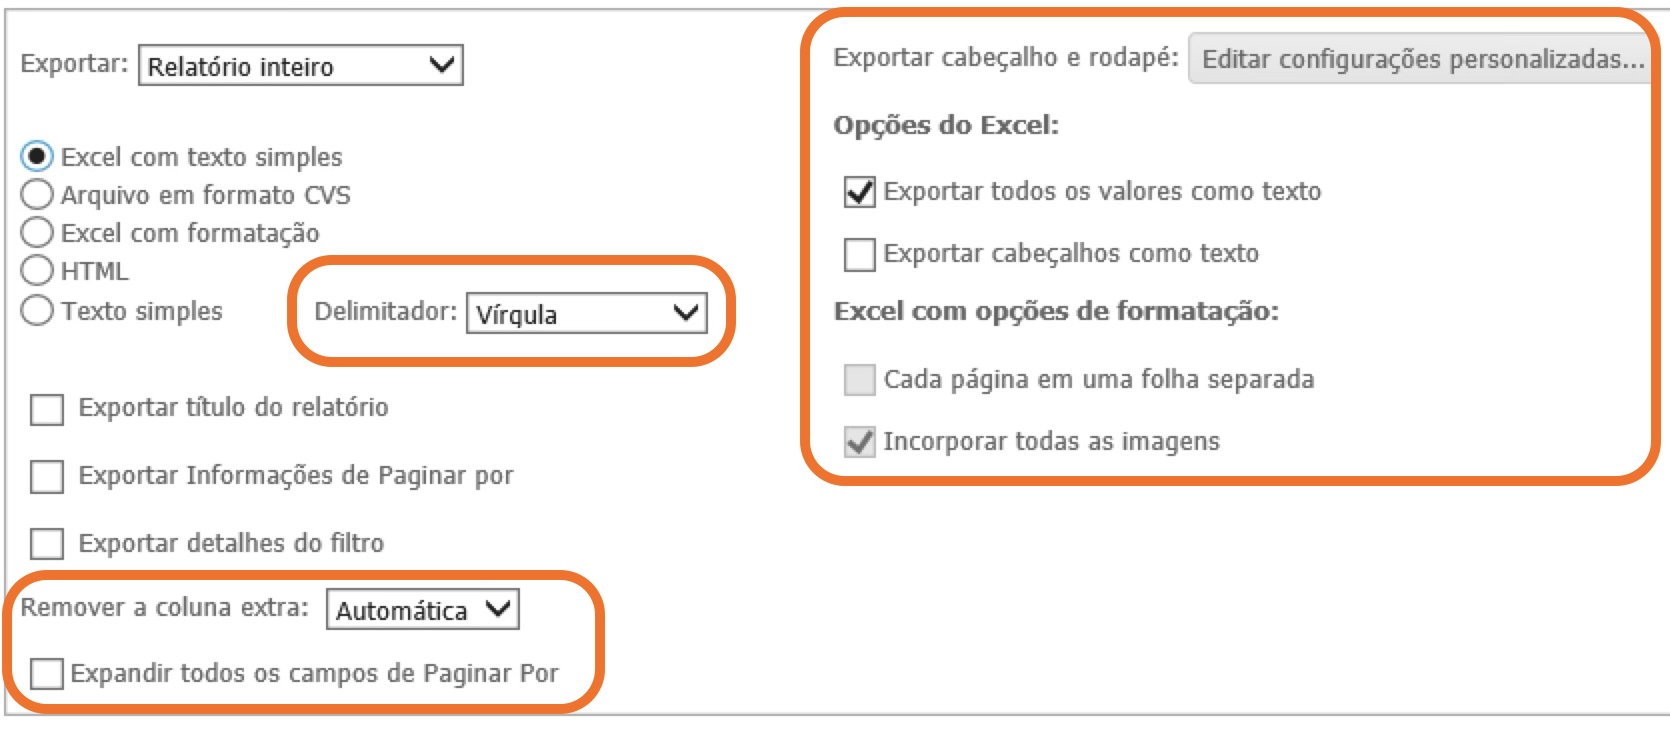 Exportar: Relatório inteiro
Excel com texto simples
Arquivo em formato CVS
Excel com formatação
HTML
Texto simples Delimitador: Vírgula
Exportar título do relatório
Exportar Informações de Paginar por
Exportar detalhes do filtro
Remover a coluna extra: Automática
Expandir todos os campos de Paginar Por
Exportar cabeçalho e rodapé: Editar configurações personalizadas...
Opções do Excel:
Exportar todos os valores como texto
Exportar cabeçalhos como texto
Excel com opções de formatação:
Cada página em uma folha separada
Incorporar todas as imagens